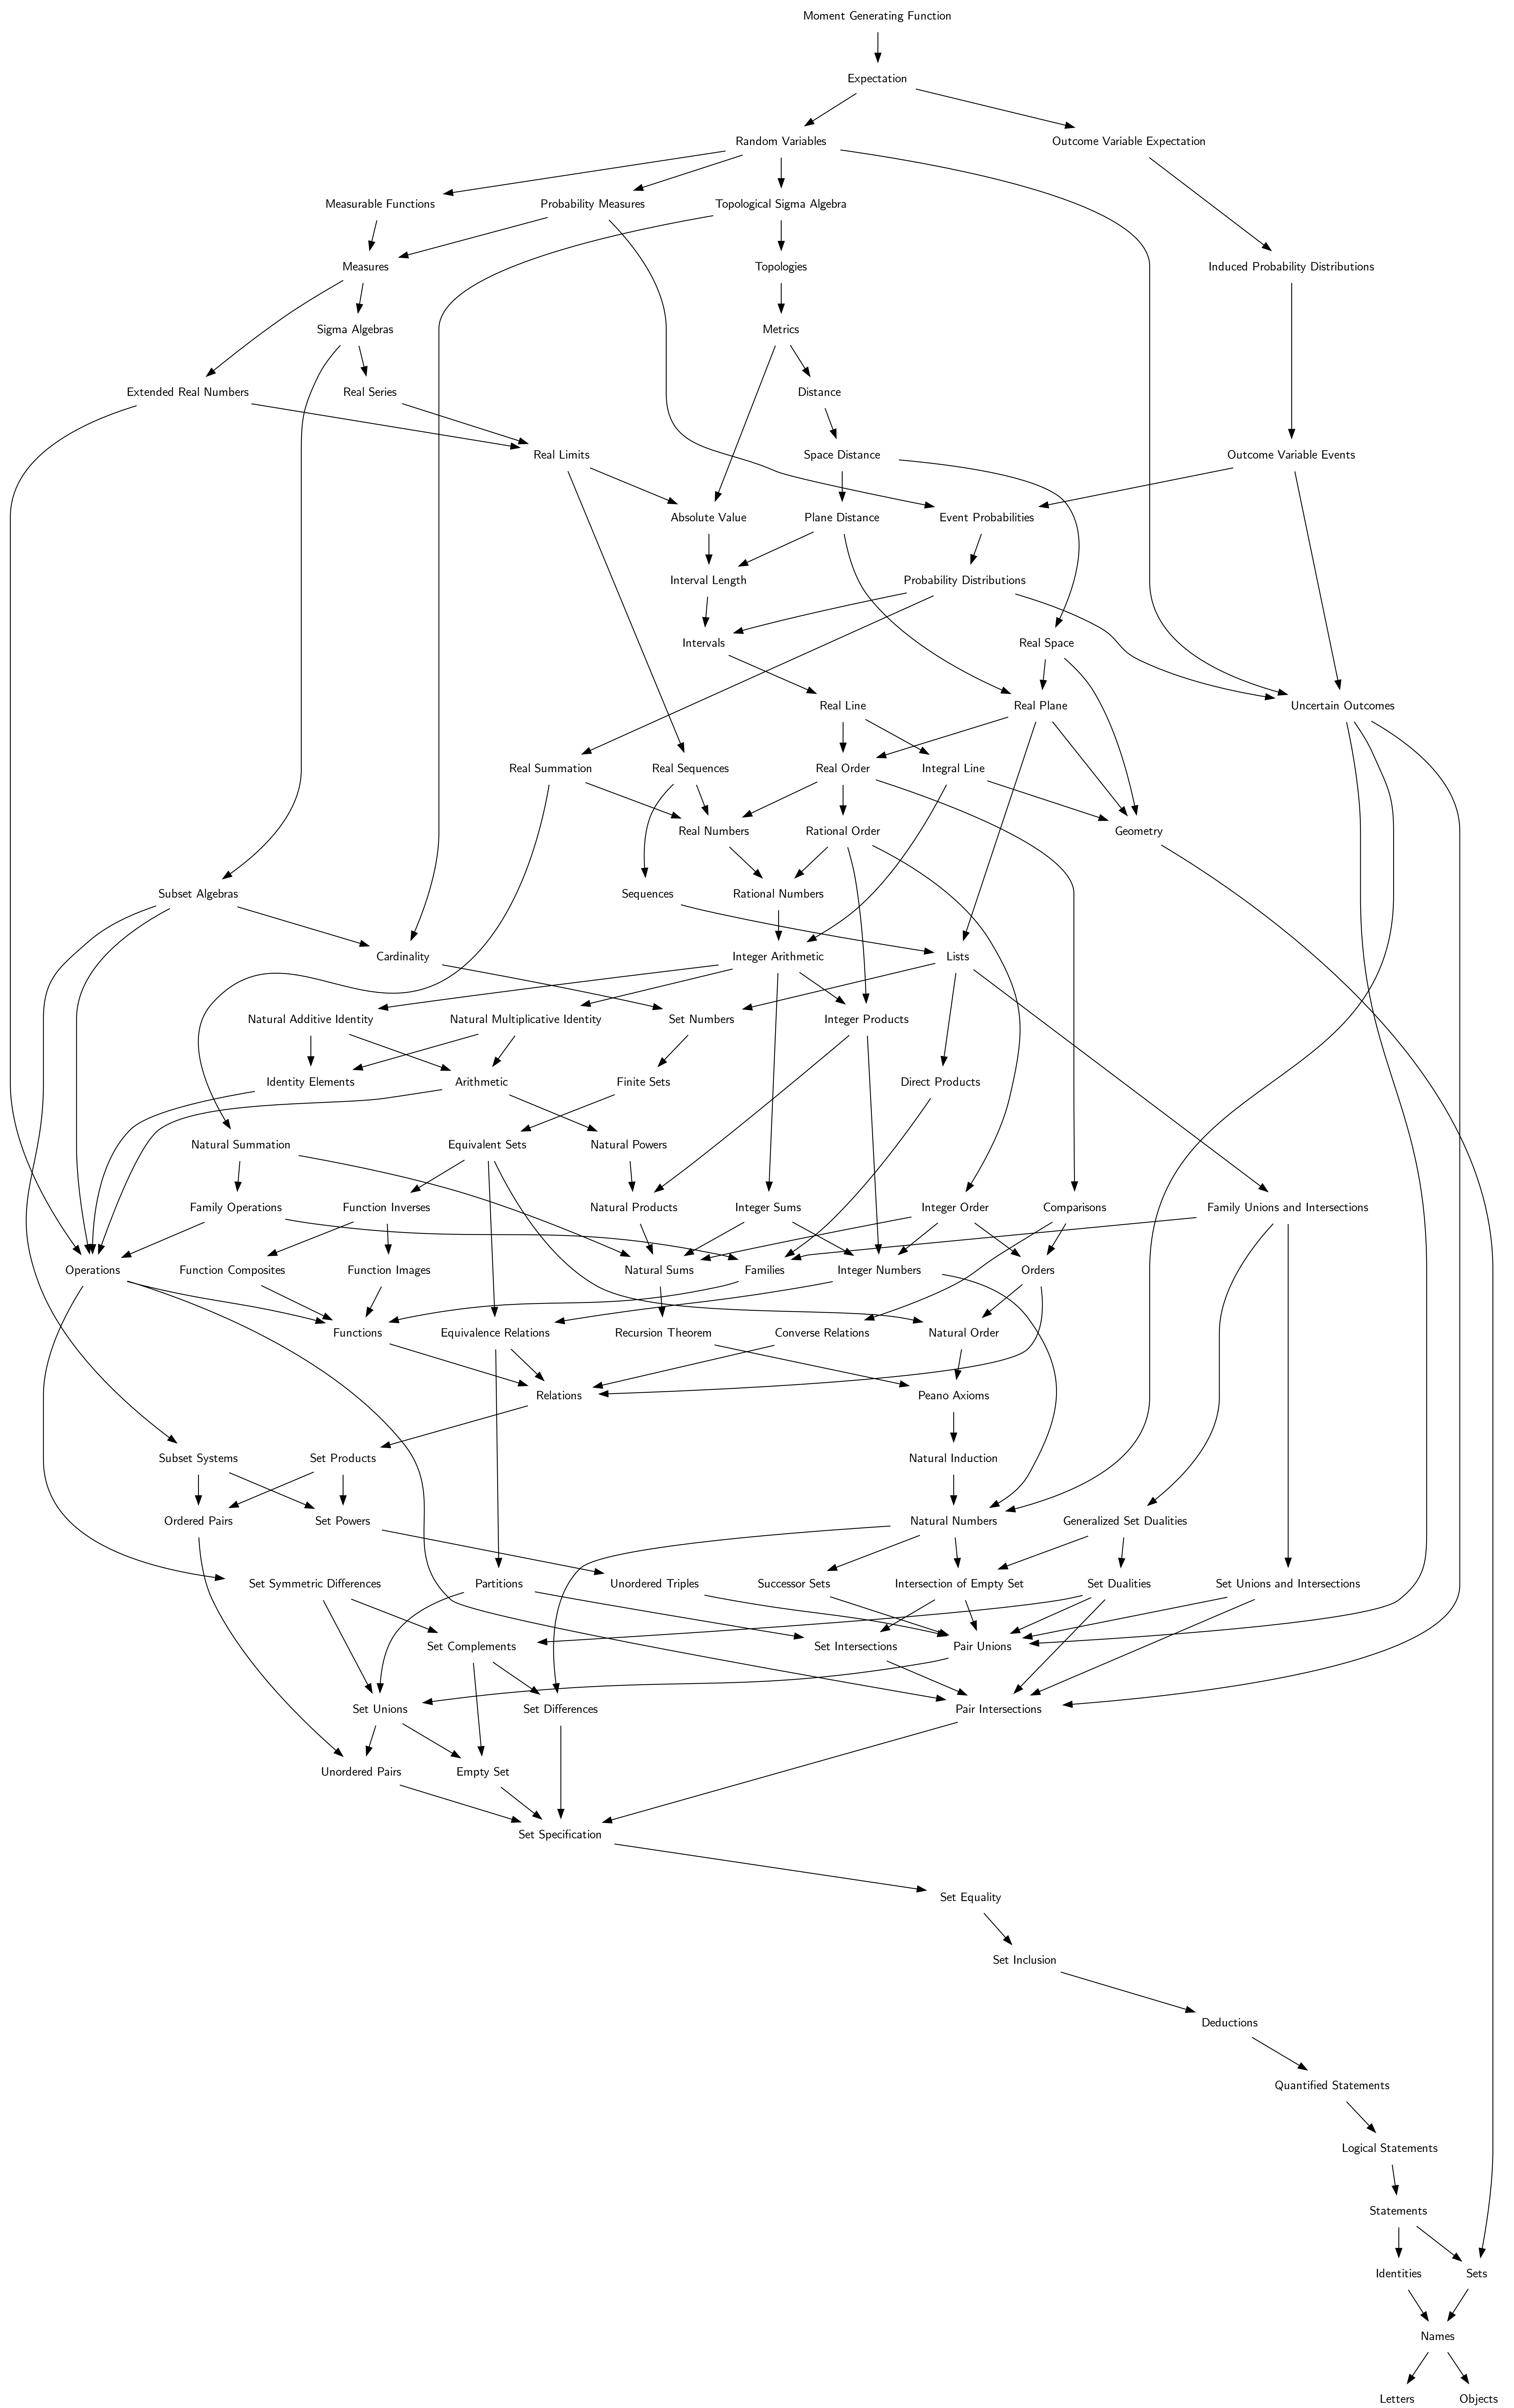 Moment Generating Function
Expectation
Random Variables
Outcome Variable Expectation
Measurable Functions
Probability Measures
Topological Sigma Algebra
Measures
Topologies
Induced Probability Distributions
Sigma Algebras
Metrics
Extended Real Numbers
Real Series
Distance
Real Limits
Space Distance
Outcome Variable Events
Absolute Value
Plane Distance
Event Probabilities
Interval Length
Probability Distributions
Intervals
Real Space
Real Line
Real Plane
Uncertain Outcomes
Real Summation
Real Sequences
Real Order
Integral Line
Real Numbers
Rational Order
Geometry
Subset Algebras
Sequences
Rational Numbers
Cardinality
Integer Arithmetic
Lists
Natural Additive Identity
Natural Multiplicative Identity
Set Numbers
Integer Products
Identity Elements
Arithmetic
Finite Sets
Direct Products
Natural Summation
Equivalent Sets
Natural Powers
Family Operations
Function Inverses
Natural Products
Integer Sums
Integer Order
Comparisons
Family Unions and Intersections
Operations
Function Composites
Function Images
Natural Sums
Families
Integer Numbers
Orders
Functions
Equivalence Relations
Recursion Theorem
Converse Relations
Natural Order
Relations
Peano Axioms
Subset Systems
Set Products
Natural Induction
Ordered Pairs
Set Powers
Natural Numbers
Generalized Set Dualities
Set Symmetric Differences
Partitions
Unordered Triples
Successor Sets
Intersection of Empty Set
Set Dualities
Set Unions and Intersections
Set Complements
Set Intersections
Pair Unions
Set Unions
Set Differences
Pair Intersections
Unordered Pairs
Empty Set
Set Specification
Set Equality
Set Inclusion
Deductions
Quantified Statements
Logical Statements
Statements
Identities
Sets
Names
Letters
Objects